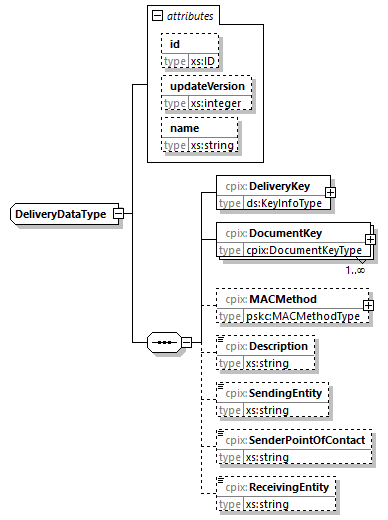 attributes
id
type xs:ID
updateVersion
type xs:integer
name
type xs:string
DeliveryDataType
cpix:DeliveryKey
type ds:KeyInfoType
cpix:DocumentKey
type cpix:DocumentKeyType
1..∞
cpix:MACMethod
type pskc:MACMethodType
cpix:Description
type xs:string
cpix:SendingEntity
type xs:string
cpix:SenderPointOfContact
type xs:string
cpix:ReceivingEntity
type xs:string